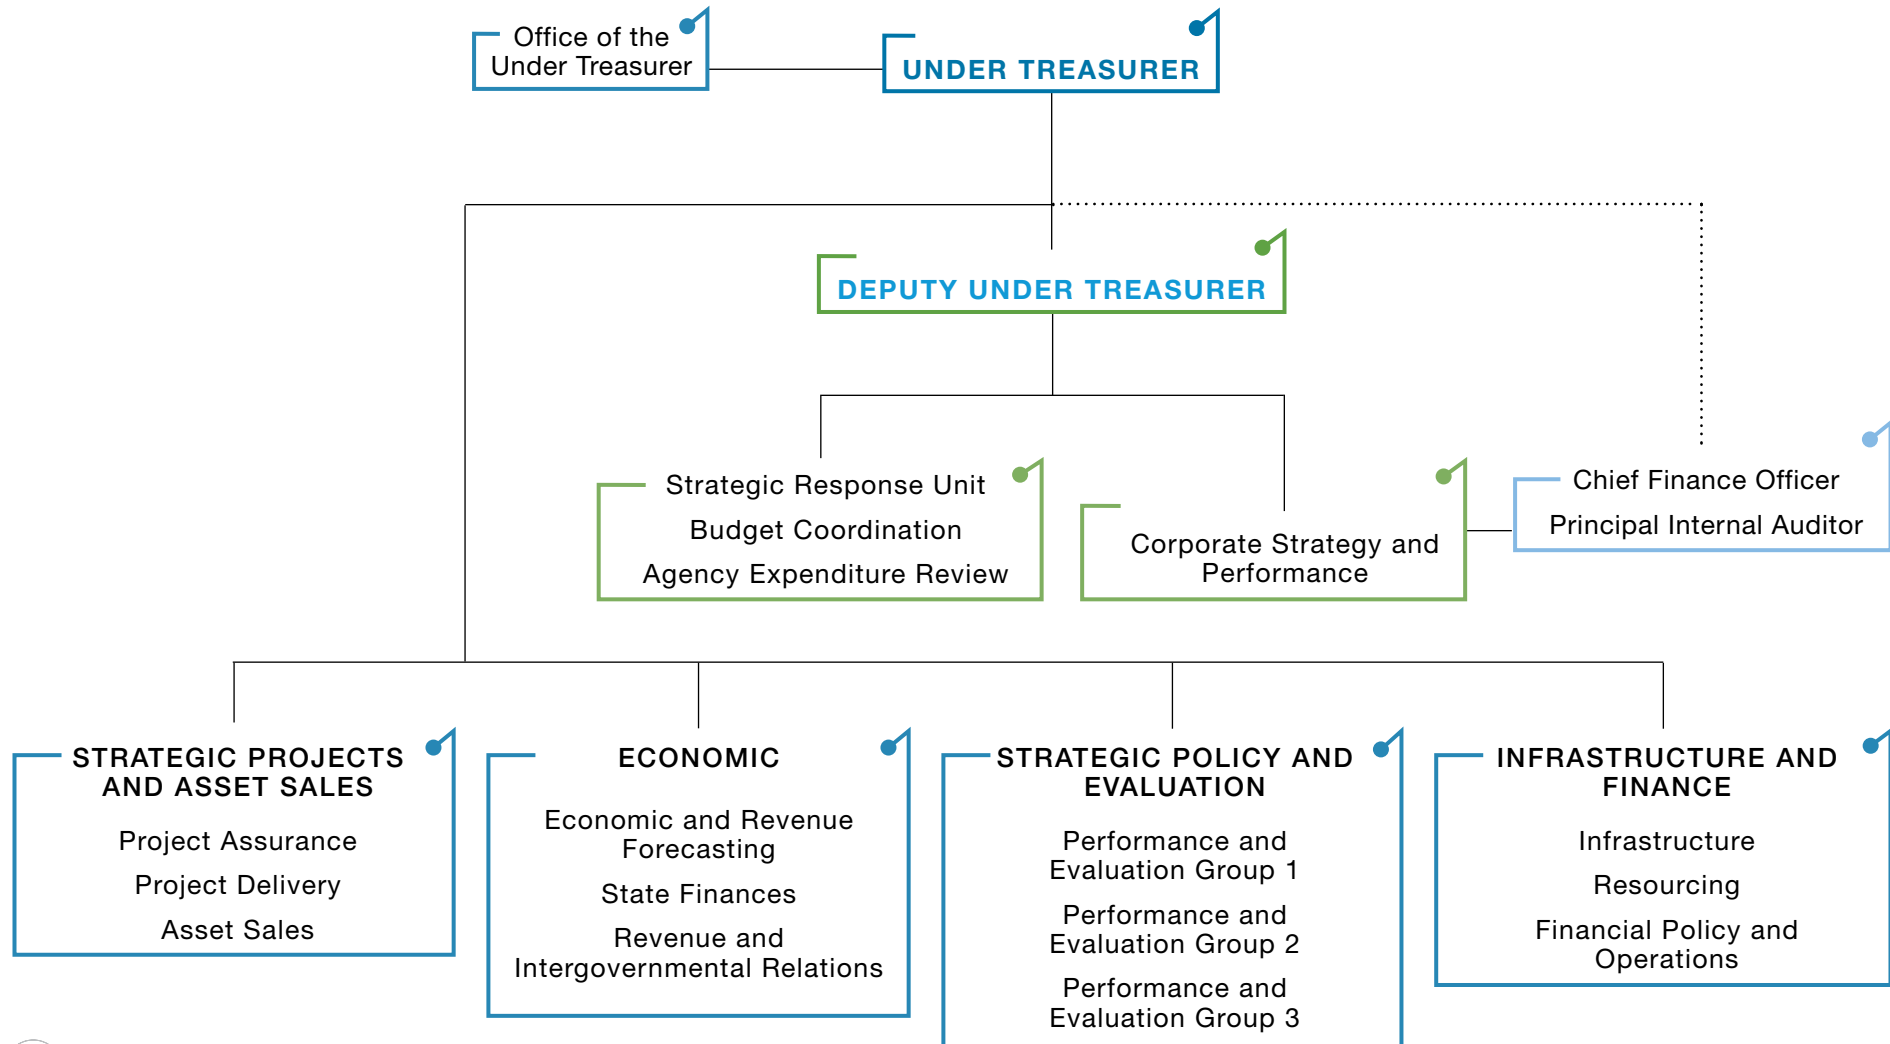 Office of the
Under Treasurer
UNDER TREASURER
DEPUTY UNDER TREASURER
Strategic Response Unit
Budget Coordination
Agency Expenditure Review
Corporate Strategy and
Performance
Chief Finance Officer
Principal Internal Auditor
STRATEGIC PROJECTS
AND ASSET SALES
Project Assurance
Project Delivery
Asset Sales
ECONOMIC
Economic and Revenue
Forecasting
State Finances
Revenue and
Intergovernmental Relations
STRATEGIC POLICY AND
EVALUATION
Performance and
Evaluation Group 1
Performance and
Evaluation Group 2
Performance and
Evaluation Group 3
INFRASTRUCTURE AND
FINANCE
Infrastructure
Resourcing
Financial Policy and
Operations